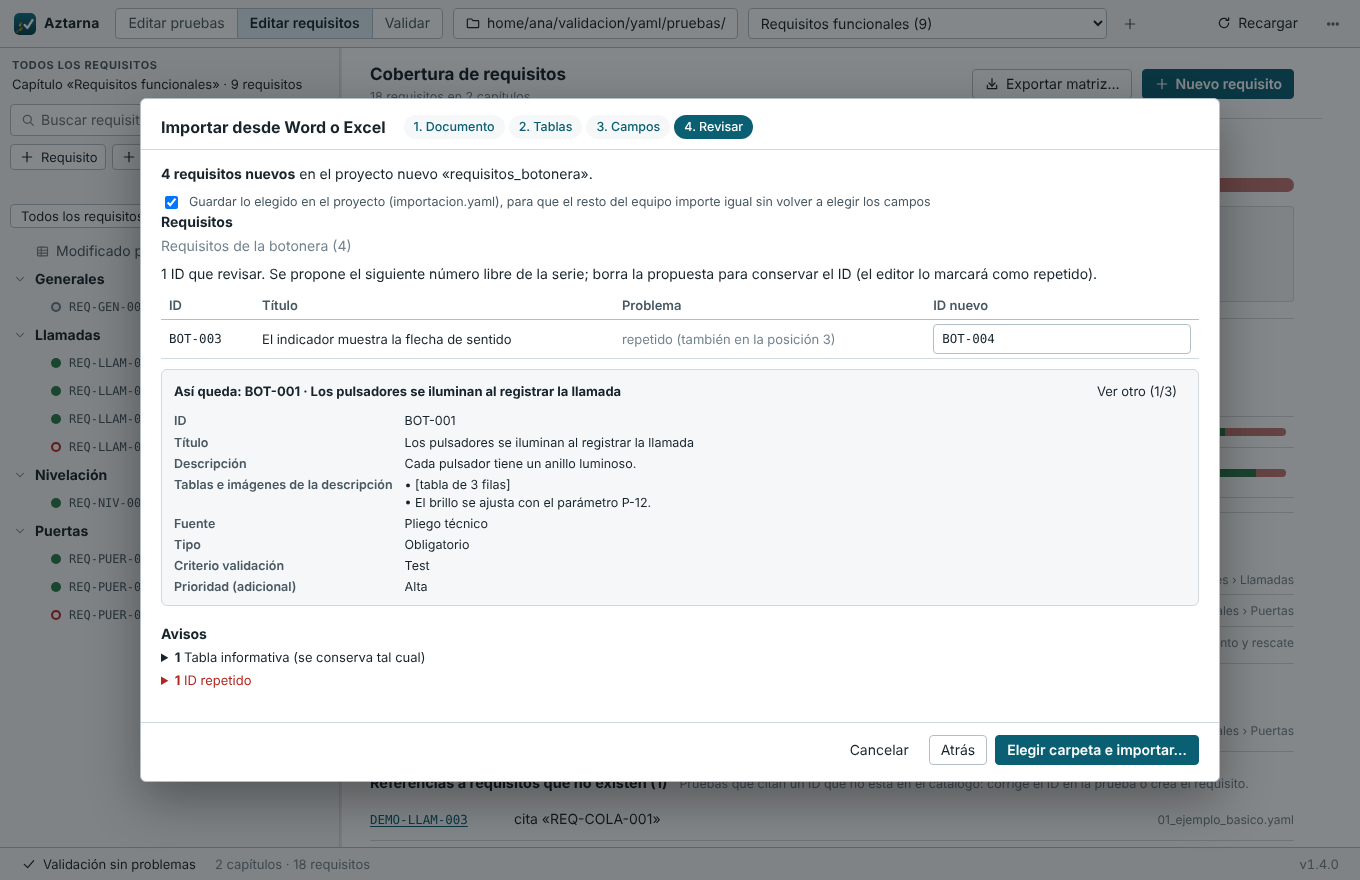 Aztarna
Editar pruebas
Editar requisitos
Validar
home/ana/validacion/yaml/pruebas/
Requisitos funcionales (9)
Recargar
TODOS LOS REQUISITOS
Capítulo «Requisitos funcionales» · 9 requisitos
Buscar requisit
Requisito
Todos los requisitos
Modificado p
Generales
REQ-GEN-00
Llamadas
REQ-LLAM-0
REQ-LLAM-0
REQ-LLAM-0
REQ-LLAM-0
Nivelación
REQ-NIV-00
Puertas
REQ-PUER-0
REQ-PUER-0
REQ-PUER-0
Cobertura de requisitos
18 requisitos en 2 capítulos
Exportar matriz...
Nuevo requisito
Importar desde Word o Excel
1. Documento
2. Tablas
3. Campos
4. Revisar
4 requisitos nuevos en el proyecto nuevo «requisitos_botonera».
Guardar lo elegido en el proyecto (importacion.yaml), para que el resto del equipo importe igual sin volver a elegir los campos
Requisitos
Requisitos de la botonera (4)
1 ID que revisar. Se propone el siguiente número libre de la serie; borra la propuesta para conservar el ID (el editor lo marcará como repetido).
ID Título Problema ID nuevo
BOT-003 El indicador muestra la flecha de sentido repetido (también en la posición 3) BOT-004
Así queda: BOT-001 · Los pulsadores se iluminan al registrar la llamada
Ver otro (1/3)
ID BOT-001
Título Los pulsadores se iluminan al registrar la llamada
Descripción Cada pulsador tiene un anillo luminoso.
Tablas e imágenes de la descripción • [tabla de 3 filas]
• El brillo se ajusta con el parámetro P-12.
Fuente Pliego técnico
Tipo Obligatorio
Criterio validación Test
Prioridad (adicional) Alta
Avisos
1 Tabla informativa (se conserva tal cual)
1 ID repetido
Cancelar
Atrás
Elegir carpeta e importar...
es › Llamadas
ales › Puertas
nto y rescate
ales › Puertas
Referencias a requisitos que no existen (1) Pruebas que citan un ID que no está en el catálogo: corrige el ID en la prueba o crea el requisito.
DEMO-LLAM-003 cita «REQ-COLA-001» 01_ejemplo_basico.yaml
Validación sin problemas
2 capítulos · 18 requisitos
v1.4.0